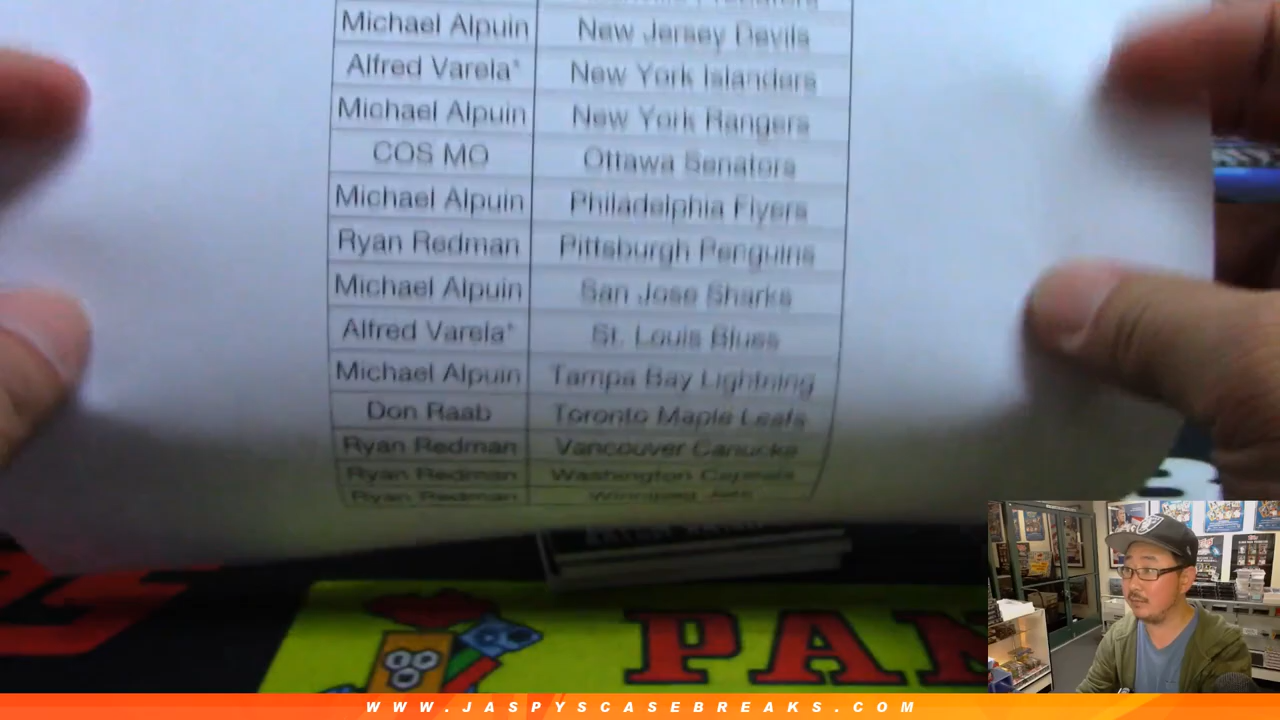 Michael Alpuin New Jersey Devils
Alfred Varela* New York Islanders
Michael Alpuin New York Rangers
COS MO Ottawa Senators
Michael Alpuin Philadelphia Flyers
Ryan Redman Pittsburgh Penguins
Michael Alpuin San Jose Sharks
Alfred Varela* St. Louis Blues
Michael Alpuin Tampa Bay Lightning
Don Raab Toronto Maple Leafs
Ryan Redman Vancouver Canucks
Ryan Redman Washington Capitals
Ryan Redman Winnipeg Jets
PAN
WWW.JASPYSCASEBREAKS.COM